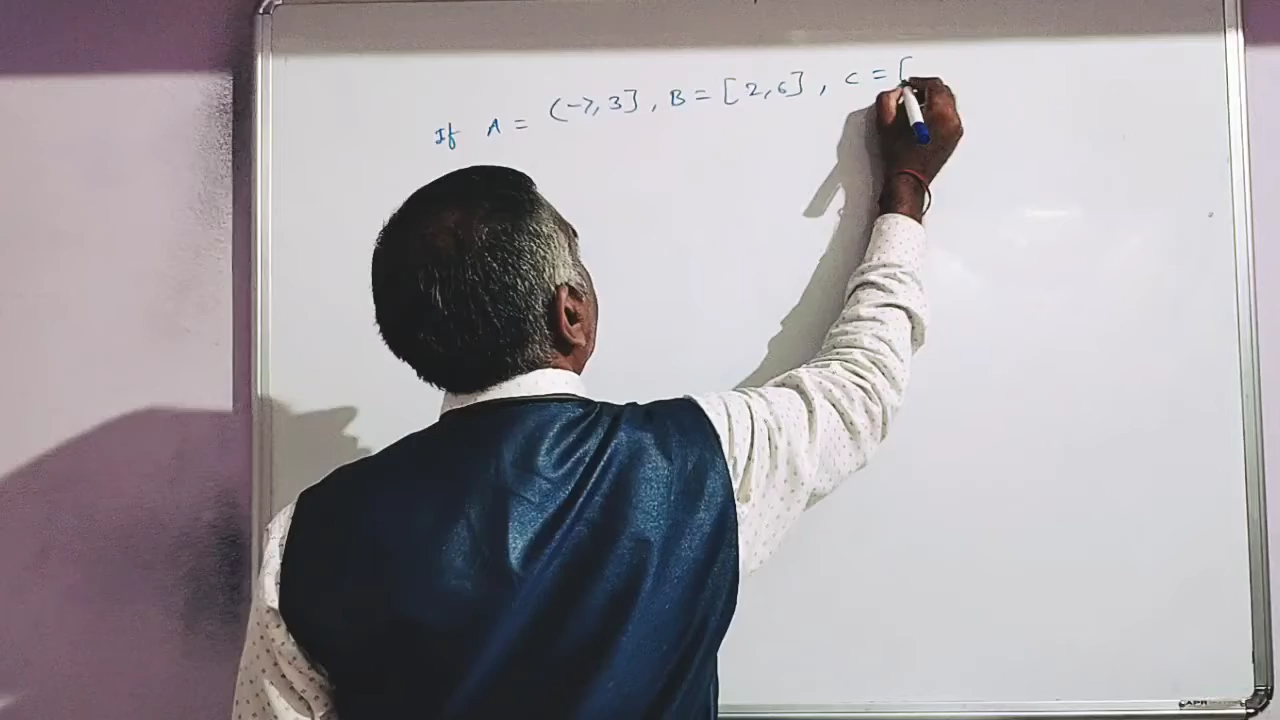 If A = (-7, 3], B = [2, 6], C = [